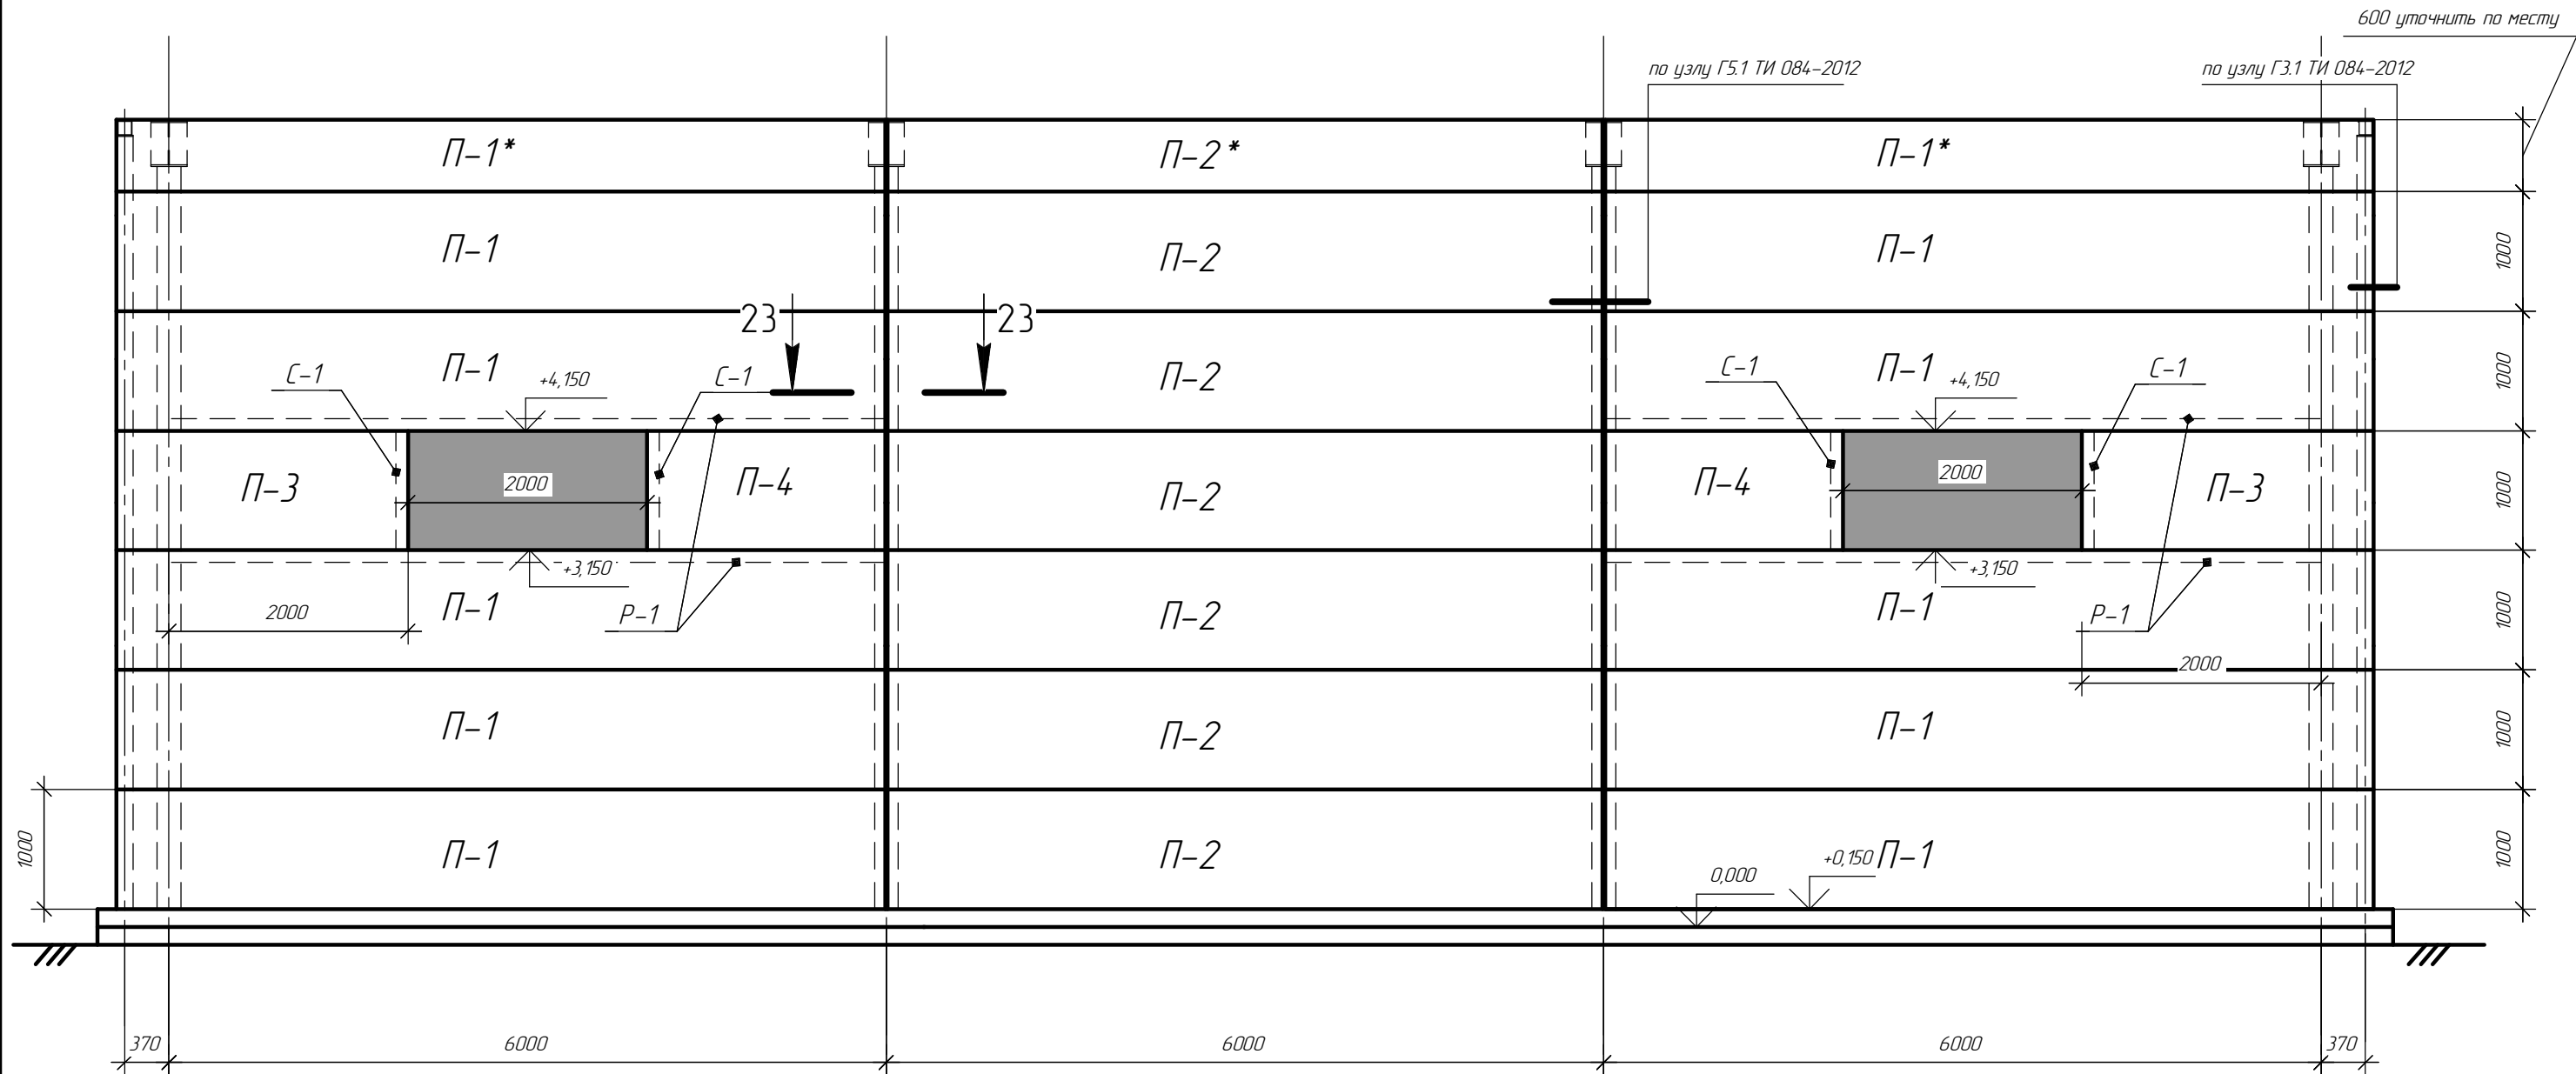 600 уточнить по месту
по узлу Г5.1 ТИ 084-2012
по узлу Г3.1 ТИ 084-2012
П-1*
П-2*
П-1*
П-1
П-2
П-1
1000
23
23
С-1
П-1
+4,150
С-1
П-2
С-1
П-1
+4,150
С-1
1000
П-3
2000
П-4
П-2
П-4
2000
П-3
1000
2000
П-1
+3,150
Р-1
П-2
П-1
+3,150
Р-1
2000
1000
П-1
П-2
П-1
1000
1000
П-1
П-2
0,000
+0,150
П-1
1000
370
6000
6000
6000
370